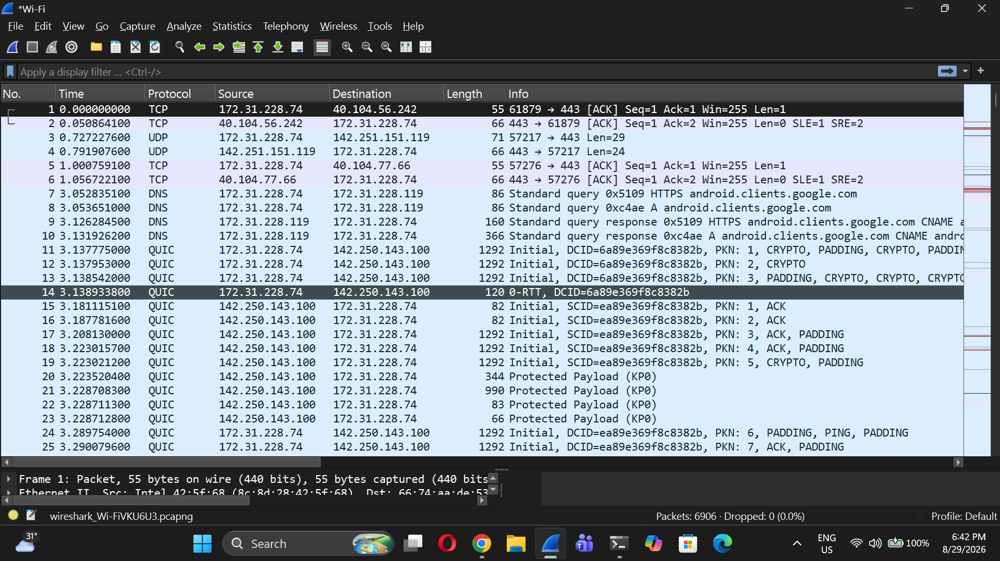 *Wi-Fi
File Edit View Go Capture Analyze Statistics Telephony Wireless Tools Help
Apply a display filter … <Ctrl-/>
No. Time Protocol Source Destination Length Info
1 0.000000000 TCP 172.31.228.74 40.104.56.242 55 61879 → 443 [ACK] Seq=1 Ack=1 Win=255 Len=1
2 0.050864100 TCP 40.104.56.242 172.31.228.74 66 443 → 61879 [ACK] Seq=1 Ack=2 Win=255 Len=0 SLE=1 SRE=2
3 0.727227600 UDP 172.31.228.74 142.251.151.119 71 57217 → 443 Len=29
4 0.791907600 UDP 142.251.151.119 172.31.228.74 66 443 → 57217 Len=24
5 1.000759100 TCP 172.31.228.74 40.104.77.66 55 57276 → 443 [ACK] Seq=1 Ack=1 Win=255 Len=1
6 1.056722100 TCP 40.104.77.66 172.31.228.74 66 443 → 57276 [ACK] Seq=1 Ack=2 Win=255 Len=0 SLE=1 SRE=2
7 3.052835100 DNS 172.31.228.74 172.31.228.119 86 Standard query 0x5109 HTTPS android.clients.google.com
8 3.053651000 DNS 172.31.228.74 172.31.228.119 86 Standard query 0xc4ae A android.clients.google.com
9 3.126284500 DNS 172.31.228.119 172.31.228.74 160 Standard query response 0x5109 HTTPS android.clients.google.com CNAME a
10 3.131926200 DNS 172.31.228.119 172.31.228.74 366 Standard query response 0xc4ae A android.clients.google.com CNAME andro
11 3.137775000 QUIC 172.31.228.74 142.250.143.100 1292 Initial, DCID=6a89e369f8c8382b, PKN: 1, CRYPTO, PADDING, CRYPTO, PADDIN
12 3.137953000 QUIC 172.31.228.74 142.250.143.100 1292 Initial, DCID=6a89e369f8c8382b, PKN: 2, CRYPTO
13 3.138542000 QUIC 172.31.228.74 142.250.143.100 1292 Initial, DCID=6a89e369f8c8382b, PKN: 3, PADDING, CRYPTO, CRYPTO, CRYPTO
14 3.138933800 QUIC 172.31.228.74 142.250.143.100 120 0-RTT, DCID=6a89e369f8c8382b
15 3.181115100 QUIC 142.250.143.100 172.31.228.74 82 Initial, SCID=ea89e369f8c8382b, PKN: 1, ACK
16 3.187781600 QUIC 142.250.143.100 172.31.228.74 82 Initial, SCID=ea89e369f8c8382b, PKN: 2, ACK
17 3.208130000 QUIC 142.250.143.100 172.31.228.74 1292 Initial, SCID=ea89e369f8c8382b, PKN: 3, ACK, PADDING
18 3.223015700 QUIC 142.250.143.100 172.31.228.74 1292 Initial, SCID=ea89e369f8c8382b, PKN: 4, ACK, PADDING
19 3.223021200 QUIC 142.250.143.100 172.31.228.74 1292 Initial, SCID=ea89e369f8c8382b, PKN: 5, CRYPTO, PADDING
20 3.223520400 QUIC 142.250.143.100 172.31.228.74 344 Protected Payload (KP0)
21 3.228708300 QUIC 142.250.143.100 172.31.228.74 990 Protected Payload (KP0)
22 3.228711300 QUIC 142.250.143.100 172.31.228.74 83 Protected Payload (KP0)
23 3.228712800 QUIC 142.250.143.100 172.31.228.74 66 Protected Payload (KP0)
24 3.289754000 QUIC 172.31.228.74 142.250.143.100 1292 Initial, DCID=ea89e369f8c8382b, PKN: 6, PADDING, PING, PADDING
25 3.290079600 QUIC 172.31.228.74 142.250.143.100 1292 Initial, DCID=ea89e369f8c8382b, PKN: 7, ACK, PADDING
Frame 1: Packet, 55 bytes on wire (440 bits), 55 bytes captured (440 bits
Ethernet II, Src: Intel_42:5f:68 (8c:8d:28:42:5f:68), Dst: 66:74:aa:de:53
wireshark_Wi-FiVKU6U3.pcapng Packets: 6906 · Dropped: 0 (0.0%) Profile: Default
31°
Search
ENG
US
100%
6:42 PM
8/29/2026